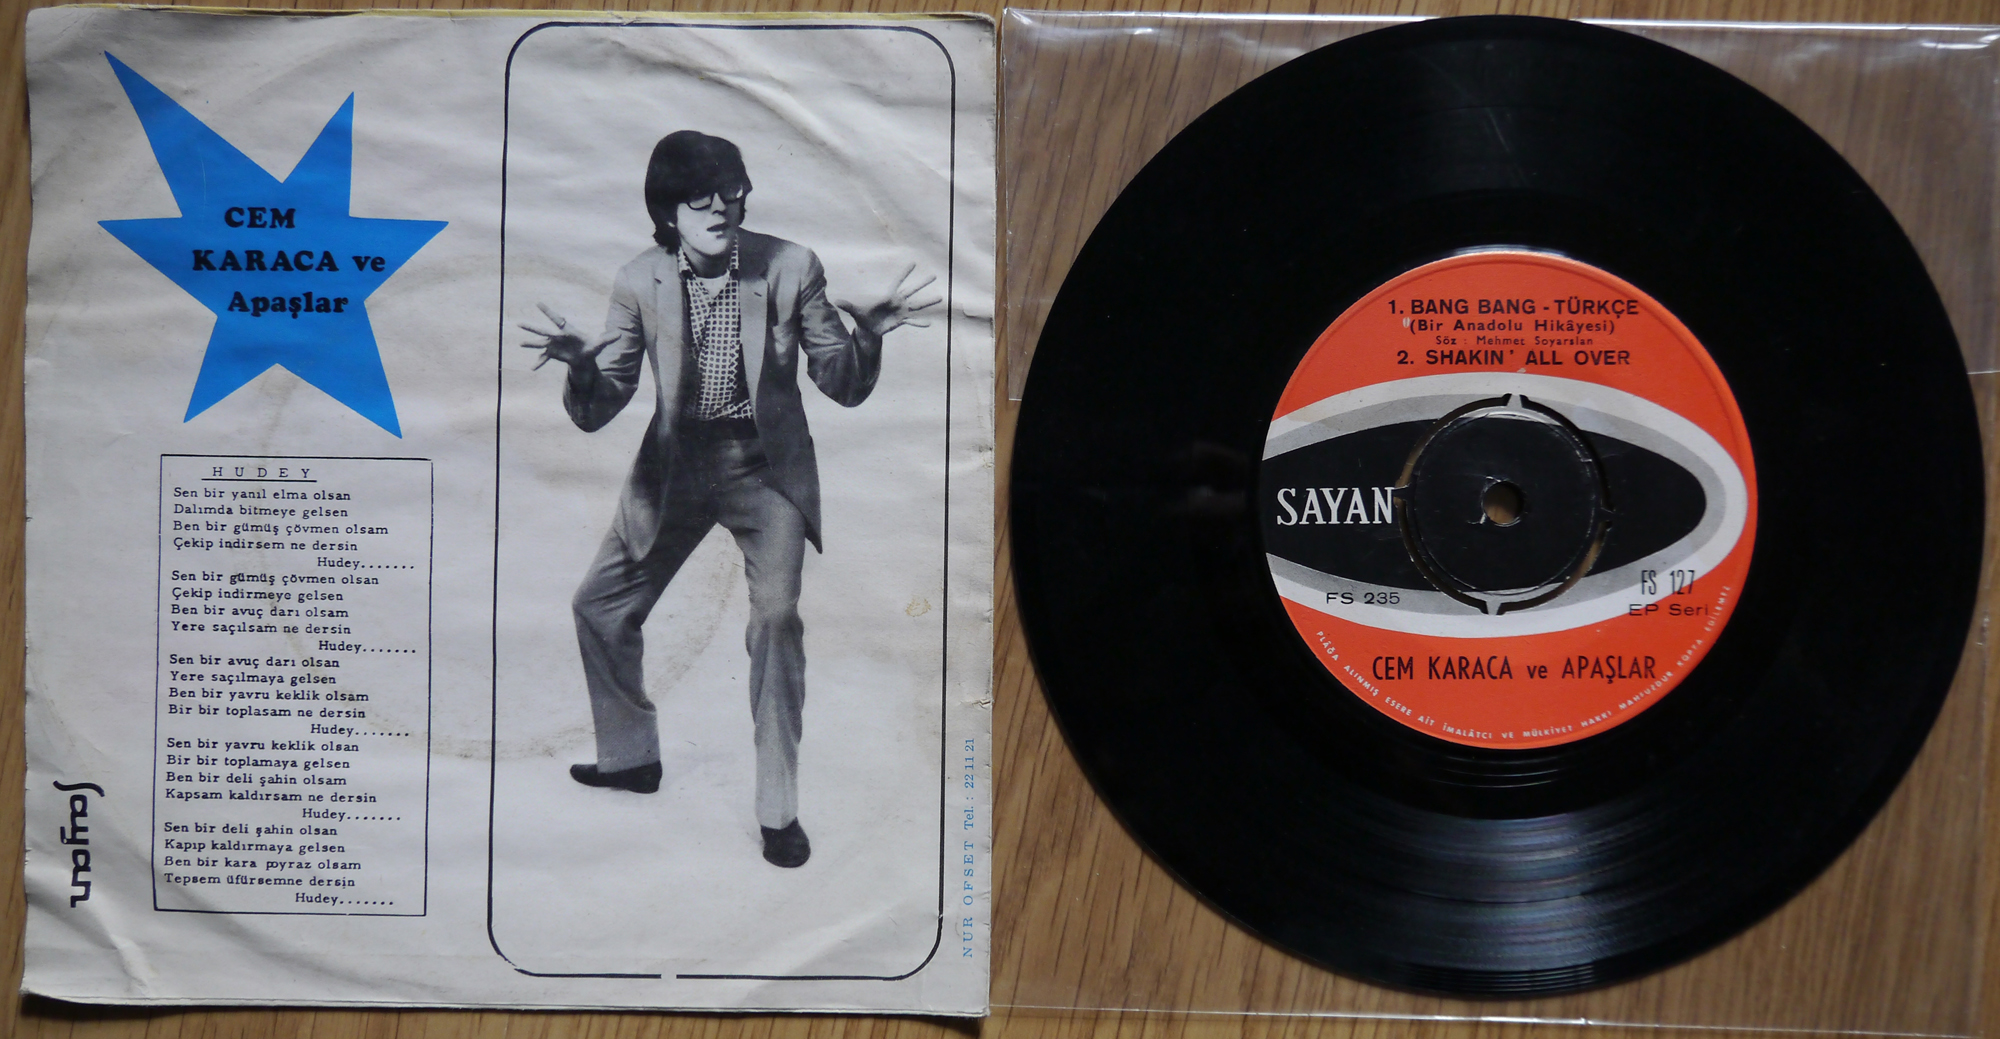 CEM
KARACA ve
Apaşlar
HUDEY
Sen bir yanıl elma olsan
Dalımda bitmeye gelsen
Ben bir gümüş çövmen olsam
Çekip indirsem ne dersin
Hudey.......
Sen bir gümüş çövmen olsan
Çekip indirmeye gelsen
Ben bir avuç darı olsam
Yere saçılsam ne dersin
Hudey.......
Sen bir avuç darı olsan
Yere saçılmaya gelsen
Ben bir yavru keklik olsam
Bir bir toplasam ne dersin
Hudey.......
Sen bir yavru keklik olsan
Bir bir toplamaya gelsen
Ben bir deli şahin olsam
Kapsam kaldırsam ne dersin
Hudey.......
Sen bir deli şahin olsan
Kapıp kaldırmaya gelsen
Ben bir kara poyraz olsam
Tepsem üfürsemne dersin
Hudey.......
sayan
NUR OFSET Tel. : 22 11 21
1. BANG BANG - TÜRKÇE
(Bir Anadolu Hikâyesi)
Söz : Mehmet Soyarslan
2. SHAKIN' ALL OVER
SAYAN
FS 235
FS 127
EP Seri
CEM KARACA ve APAŞLAR
PLÂĞA ALINMIŞ ESERE AİT İMALÂTCI VE MÜLKİYET HAKKI MAHFUZDUR KOPYA EDİLEMEZ